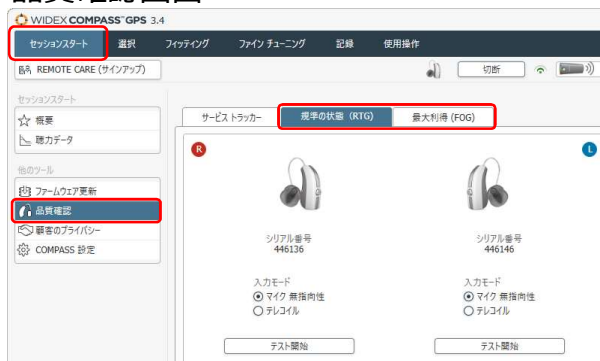 品質確認画面
WIDEX COMPASS™ GPS 3.4
セッションスタート 選択 フィッティング ファイン チューニング 記録 使用操作
REMOTE CARE (サインアップ) 切断
セッションスタート
概要
聴力データ
他のツール
ファームウェア更新
品質確認
顧客のプライバシー
COMPASS 設定
サービス トラッカー 規準の状態 (RTG) 最大利得 (FOG)
R L
シリアル番号 シリアル番号
446136 446146
入力モード 入力モード
マイク 無指向性 マイク 無指向性
テレコイル テレコイル
テスト開始 テスト開始